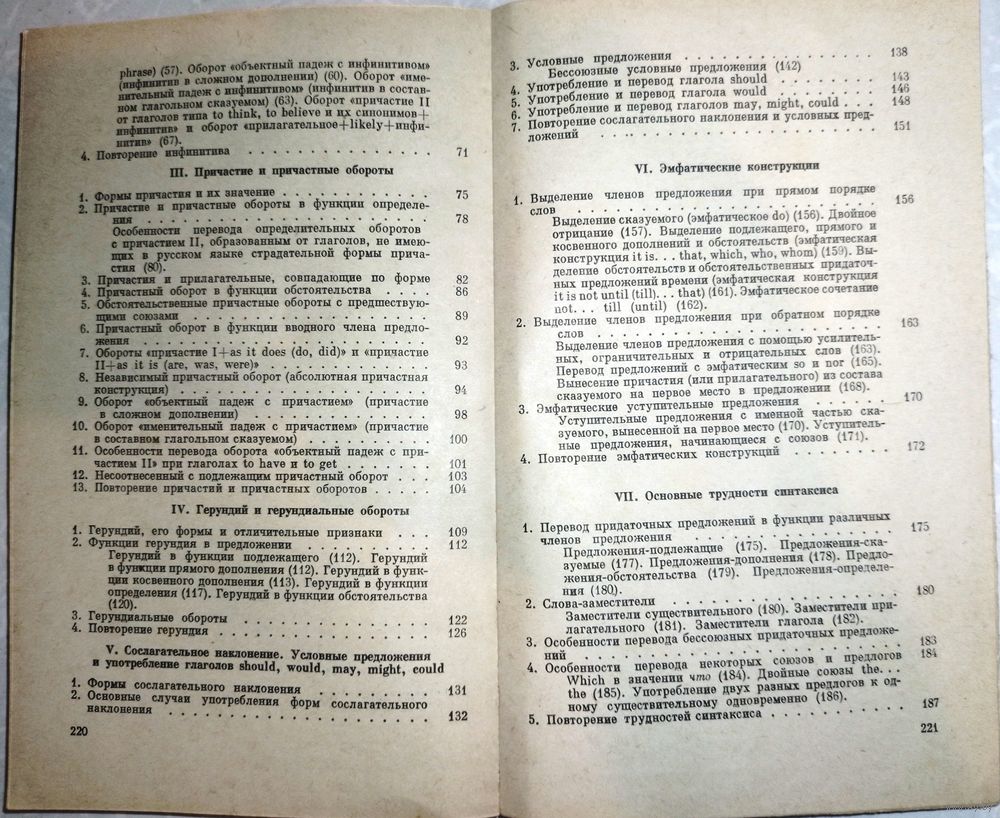 phrase) (57). Оборот «объектный падеж с инфинитивом»
(инфинитив в сложном дополнении) (60). Оборот «име-
нительный падеж с инфинитивом» (инфинитив в состав-
ном глагольном сказуемом) (63). Оборот «причастие II
от глаголов типа to think, to believe и их синонимов+
инфинитив» и оборот «прилагательное+likely+инфи-
нитив» (67).
4. Повторение инфинитива . . . . . . . . . . . . . . . 71
III. Причастие и причастные обороты
1. Формы причастия и их значение . . . . . . . . . . . 75
2. Причастие и причастные обороты в функции определе-
ния . . . . . . . . . . . . . . . . . . . . . . . 78
Особенности перевода определительных оборотов
с причастием II, образованным от глаголов, не имею-
щих в русском языке страдательной формы прича-
стия (80).
3. Причастия и прилагательные, совпадающие по форме 82
4. Причастный оборот в функции обстоятельства . . . . 86
5. Обстоятельственные причастные обороты с предшествую-
щими союзами . . . . . . . . . . . . . . . . . . 89
6. Причастный оборот в функции вводного члена предло-
жения . . . . . . . . . . . . . . . . . . . . . . 92
7. Обороты «причастие I+as it does (do, did)» и «причастие
II+as it is (are, was, were)» . . . . . . . . . . . . 93
8. Независимый причастный оборот (абсолютная причастная
конструкция) . . . . . . . . . . . . . . . . . . . 94
9. Оборот «объектный падеж с причастием» (причастие
в сложном дополнении) . . . . . . . . . . . . . . 98
10. Оборот «именительный падеж с причастием» (причастие
в составном глагольном сказуемом) . . . . . . . . . 100
11. Особенности перевода оборота «объектный падеж с при-
частием II» при глаголах to have и to get . . . . . . . 101
12. Несоотнесенный с подлежащим причастный оборот . . . 103
13. Повторение причастий и причастных оборотов . . . . . 104
IV. Герундий и герундиальные обороты
1. Герундий, его формы и отличительные признаки . . . 109
2. Функции герундия в предложении . . . . . . . . . . 112
Герундий в функции подлежащего (112). Герундий
в функции прямого дополнения (112). Герундий в функ-
ции косвенного дополнения (113). Герундий в функции
определения (117). Герундий в функции обстоятельства
(120).
3. Герундиальные обороты . . . . . . . . . . . . . . 122
4. Повторение герундия . . . . . . . . . . . . . . . . 126
V. Сослагательное наклонение. Условные предложения
и употребление глаголов should, would, may, might, could
1. Формы сослагательного наклонения . . . . . . . . . 131
2. Основные случаи употребления форм сослагательного
наклонения . . . . . . . . . . . . . . . . . . . . 132
220
3. Условные предложения . . . . . . . . . . . . . . . 138
Бессоюзные условные предложения (142)
4. Употребление и перевод глагола should . . . . . . . 143
5. Употребление и перевод глагола would . . . . . . . 146
6. Употребление и перевод глаголов may, might, could . . . 148
7. Повторение сослагательного наклонения и условных пред-
ложений . . . . . . . . . . . . . . . . . . . . . 151
VI. Эмфатические конструкции
1. Выделение членов предложения при прямом порядке
слов . . . . . . . . . . . . . . . . . . . . . . . 156
Выделение сказуемого (эмфатическое do) (156). Двойное
отрицание (157). Выделение подлежащего, прямого и
косвенного дополнений и обстоятельств (эмфатическая
конструкция it is. . . that, which, who, whom) (159). Вы-
деление обстоятельств и обстоятельственных придаточ-
ных предложений времени (эмфатическая конструкция
it is not until (till). . . that) (161). Эмфатическое сочетание
not. . . till (until) (162).
2. Выделение членов предложения при обратном порядке
слов . . . . . . . . . . . . . . . . . . . . . . . 163
Выделение членов предложения с помощью усилитель-
ных, ограничительных и отрицательных слов (163).
Перевод предложений с эмфатическим so и nor (165).
Вынесение причастия (или прилагательного) из состава
сказуемого на первое место в предложении (168).
3. Эмфатические уступительные предложения . . . . . . 170
Уступительные предложения с именной частью ска-
зуемого, вынесенной на первое место (170). Уступитель-
ные предложения, начинающиеся с союзов (171).
4. Повторение эмфатических конструкций . . . . . . . . 172
VII. Основные трудности синтаксиса
1. Перевод придаточных предложений в функции различных
членов предложения . . . . . . . . . . . . . . . . 175
Предложения-подлежащие (175). Предложения-ска-
зуемые (177). Предложения-дополнения (178). Предло-
жения-обстоятельства (179). Предложения-определе-
ния (180).
2. Слова-заместители . . . . . . . . . . . . . . . . . 180
Заместители существительного (180). Заместители при-
лагательного (181). Заместители глагола (182).
3. Особенности перевода бессоюзных придаточных предложе-
ний . . . . . . . . . . . . . . . . . . . . . . . 183
4. Особенности перевода некоторых союзов и предлогов 184
Which в значении что (184). Двойные союзы the. . .
the (185). Употребление двух разных предлогов к од-
ному существительному одновременно (186).
5. Повторение трудностей синтаксиса . . . . . . . . . . 187
221